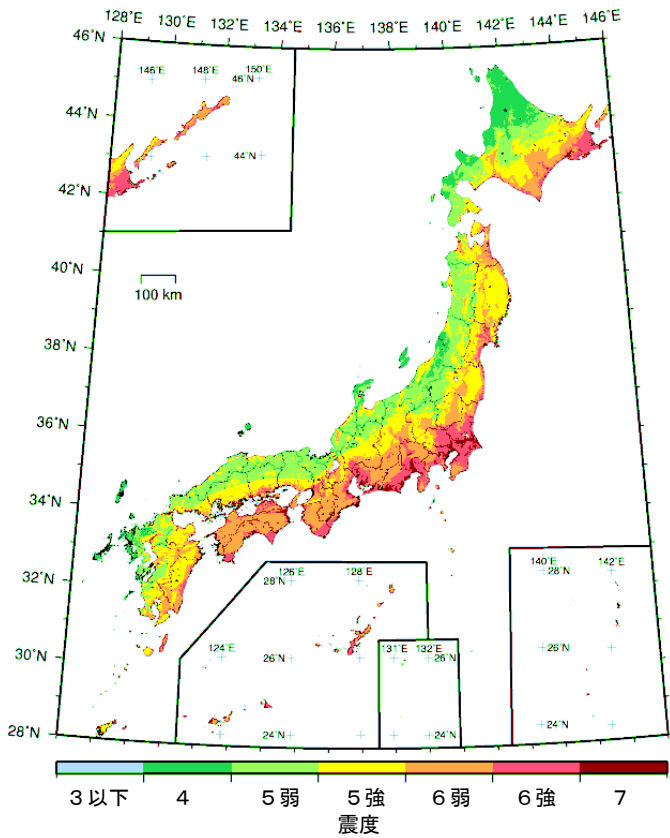 128°E 130°E 132°E 134°E 136°E 138°E 140°E 142°E 144°E 146°E
46°N
146°E 148°E 150°E
46°N
44°N
44°N
42°N
40°N
100 km
38°N
36°N
34°N
32°N
126°E 128°E
28°N
140°E 142°E
28°N
30°N
124°E
26°N
131°E 132°E
26°N
26°N
28°N
24°N
24°N
24°N
3以下 4 5弱 5強 6弱 6強 7
震度